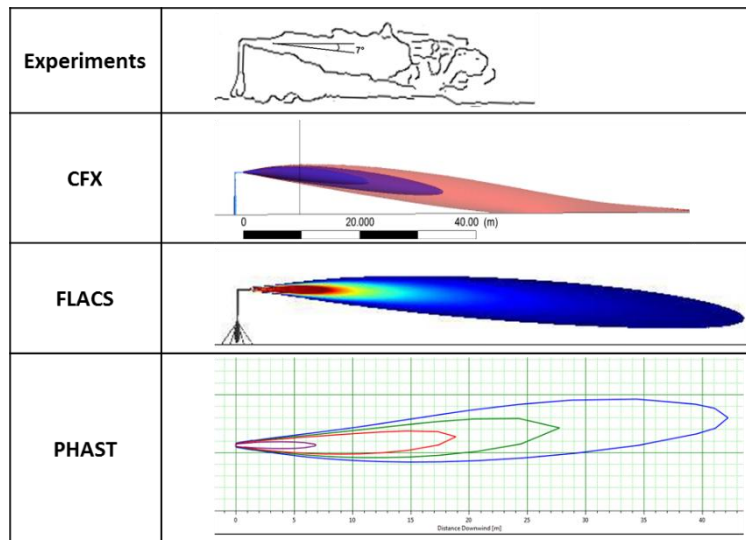 Experiments
7°
CFX
0 20.000 40.00 (m)
FLACS
PHAST
0 5 10 15 20 25 30 35 40
Distance Downwind [m]